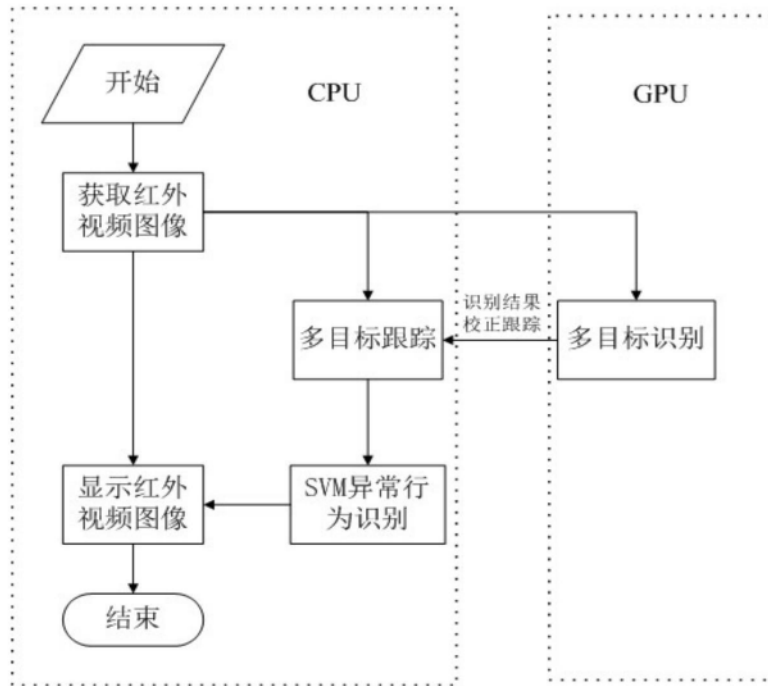 开始
CPU
GPU
获取红外
视频图像
识别结果
校正跟踪
多目标跟踪
多目标识别
显示红外
视频图像
SVM异常行
为识别
结束